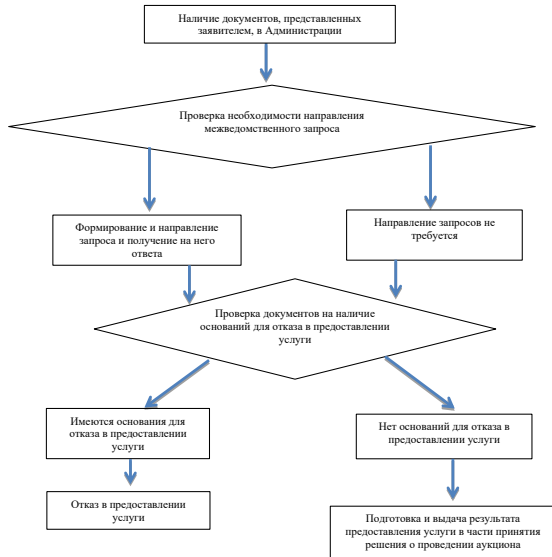 Наличие документов, представленных
заявителем, в Администрации
Проверка необходимости направления
межведомственного запроса
Формирование и направление
запроса и получение на него
ответа
Направление запросов не
требуется
Проверка документов на наличие
оснований для отказа в предоставлении
услуги
Имеются основания для
отказа в предоставлении
услуги
Нет оснований для отказа в
предоставлении услуги
Отказ в предоставлении
услуги
Подготовка и выдача результата
предоставления услуги в части принятия
решения о проведении аукциона